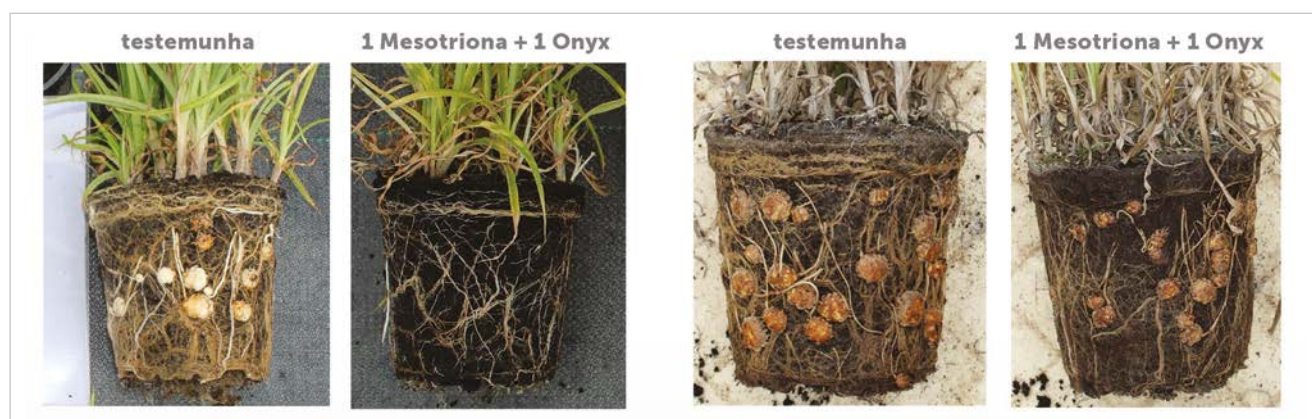 testemunha
1 Mesotriona + 1 Onyx
testemunha
1 Mesotriona + 1 Onyx